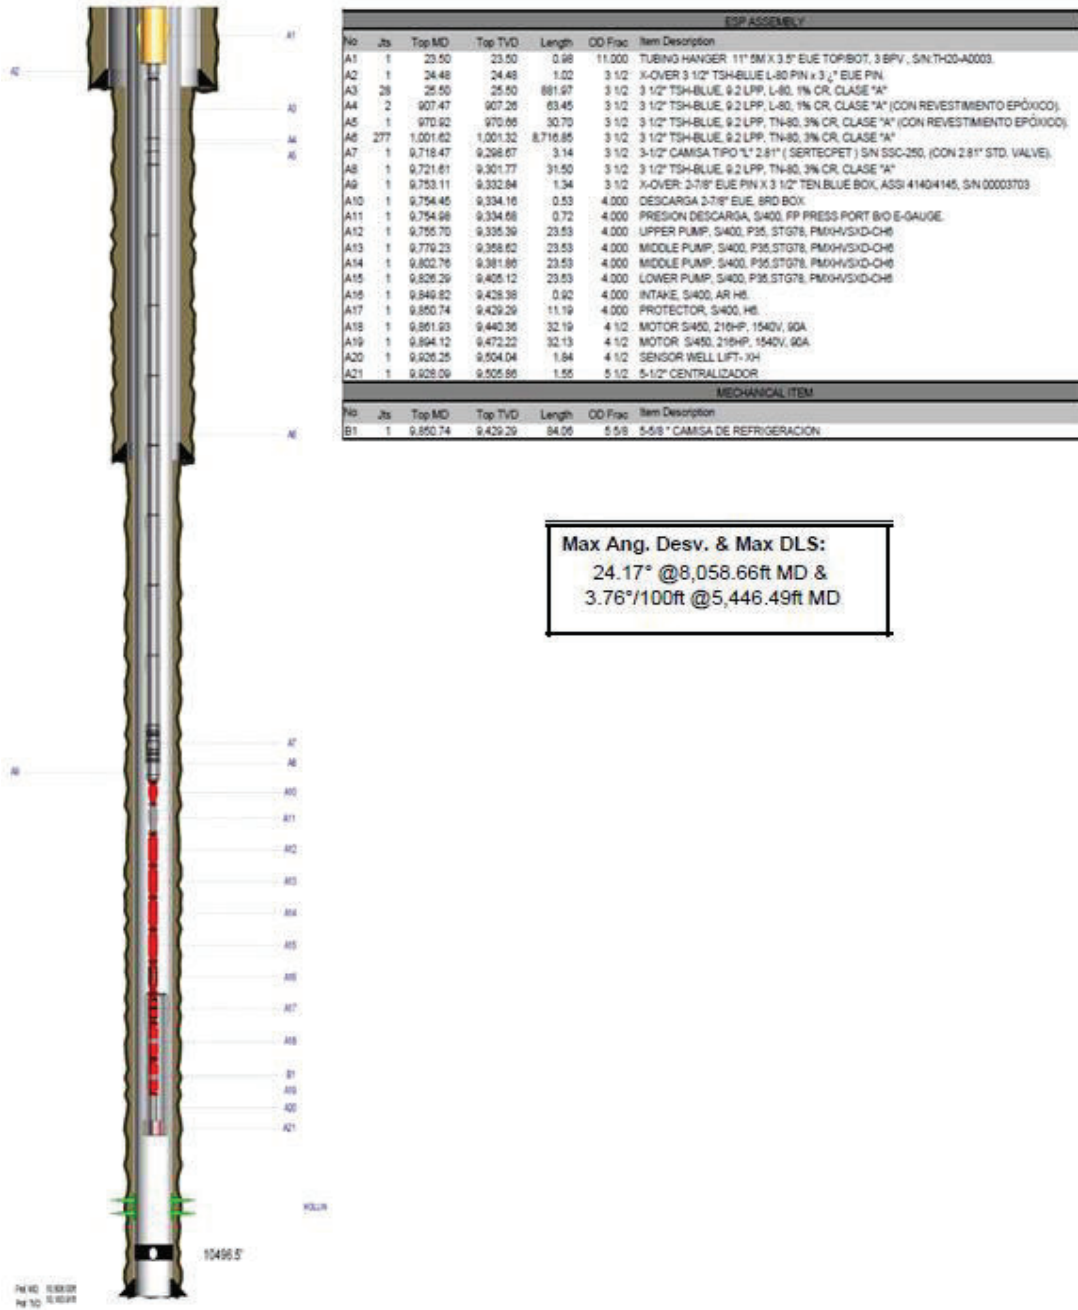 ESP ASSEMBLY
No Jts Top MD Top TVD Length OD Frac Item Description
A1 1 23.50 23.50 0.98 11.000 TUBING HANGER 11" 5M X 3.5" EUE TOP/BOT, 3 BPV , S/N:TH20-A0003.
A2 1 24.48 24.48 1.02 3 1/2 X-OVER 3 1/2" TSH-BLUE L-80 PIN x 3 ¿" EUE PIN.
A3 28 25.50 25.50 881.97 3 1/2 3 1/2" TSH-BLUE, 9.2 LPP, L-80, 1% CR, CLASE "A"
A4 2 907.47 907.26 63.45 3 1/2 3 1/2" TSH-BLUE, 9.2 LPP, L-80, 1% CR, CLASE "A" (CON REVESTIMIENTO EPÓXICO).
A5 1 970.92 970.66 30.70 3 1/2 3 1/2" TSH-BLUE, 9.2 LPP, TN-80, 3% CR, CLASE "A" (CON REVESTIMIENTO EPÓXICO).
A6 277 1,001.62 1,001.32 8,716.85 3 1/2 3 1/2" TSH-BLUE, 9.2 LPP, TN-80, 3% CR, CLASE "A"
A7 1 9,718.47 9,298.67 3.14 3 1/2 3-1/2" CAMISA TIPO "L" 2.81" ( SERTECPET ) S/N SSC-250, (CON 2.81" STD. VALVE).
A8 1 9,721.61 9,301.77 31.50 3 1/2 3 1/2" TSH-BLUE, 9.2 LPP, TN-80, 3% CR, CLASE "A"
A9 1 9,753.11 9,332.84 1.34 3 1/2 X-OVER: 2-7/8" EUE PIN X 3 1/2" TEN.BLUE BOX, ASSI 4140/4145, S/N 00003703
A10 1 9,754.45 9,334.16 0.53 4.000 DESCARGA 2-7/8" EUE, 8RD BOX
A11 1 9,754.98 9,334.68 0.72 4.000 PRESION DESCARGA, S/400, FP PRESS PORT B/O E-GAUGE.
A12 1 9,755.70 9,335.39 23.53 4.000 UPPER PUMP, S/400, P35, STG78, PMXHVSXD-CH6
A13 1 9,779.23 9,358.62 23.53 4.000 MIDDLE PUMP, S/400, P35,STG78, PMXHVSXD-CH6
A14 1 9,802.76 9,381.86 23.53 4.000 MIDDLE PUMP, S/400, P35,STG78, PMXHVSXD-CH6
A15 1 9,826.29 9,405.12 23.53 4.000 LOWER PUMP, S/400, P35,STG78, PMXHVSXD-CH6
A16 1 9,849.82 9,428.38 0.92 4.000 INTAKE, S/400, AR H6.
A17 1 9,850.74 9,429.29 11.19 4.000 PROTECTOR, S/400, H6.
A18 1 9,861.93 9,440.36 32.19 4 1/2 MOTOR S/450, 216HP, 1540V, 90A
A19 1 9,894.12 9,472.22 32.13 4 1/2 MOTOR S/450, 216HP, 1540V, 90A
A20 1 9,926.25 9,504.04 1.84 4 1/2 SENSOR WELL LIFT- XH
A21 1 9,928.09 9,505.86 1.55 5 1/2 5-1/2" CENTRALIZADOR
MECHANICAL ITEM
No Jts Top MD Top TVD Length OD Frac Item Description
B1 1 9,850.74 9,429.29 84.06 5 5/8 5-5/8 " CAMISA DE REFRIGERACION
Max Ang. Desv. & Max DLS:
24.17° @8,058.66ft MD &
3.76°/100ft @5,446.49ft MD
A1
A2
A3
A4
A5
A6
A7
A8
A9
A10
A11
A12
A13
A14
A15
A16
A17
A18
B1
A19
A20
A21
HOLLIN
10496.5'